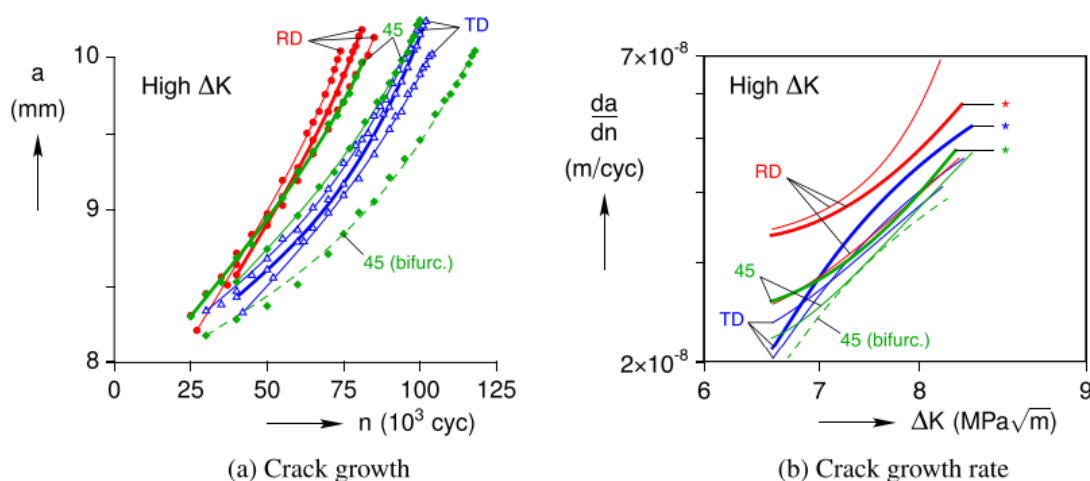 10
9
8
a
(mm)
High ΔK
RD
45
TD
45 (bifurc.)
0 25 50 75 100 125
n (10³ cyc)
(a) Crack growth
7×10⁻⁸
2×10⁻⁸
da
dn
(m/cyc)
High ΔK
*
*
*
RD
45
TD
45 (bifurc.)
6 7 8 9
ΔK (MPa√m)
(b) Crack growth rate